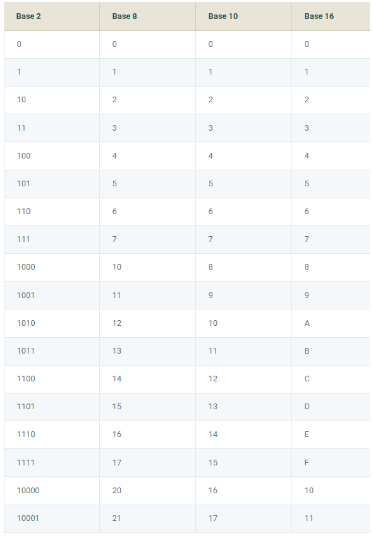 Base 2 Base 8 Base 10 Base 16
0 0 0 0
1 1 1 1
10 2 2 2
11 3 3 3
100 4 4 4
101 5 5 5
110 6 6 6
111 7 7 7
1000 10 8 8
1001 11 9 9
1010 12 10 A
1011 13 11 B
1100 14 12 C
1101 15 13 D
1110 16 14 E
1111 17 15 F
10000 20 16 10
10001 21 17 11